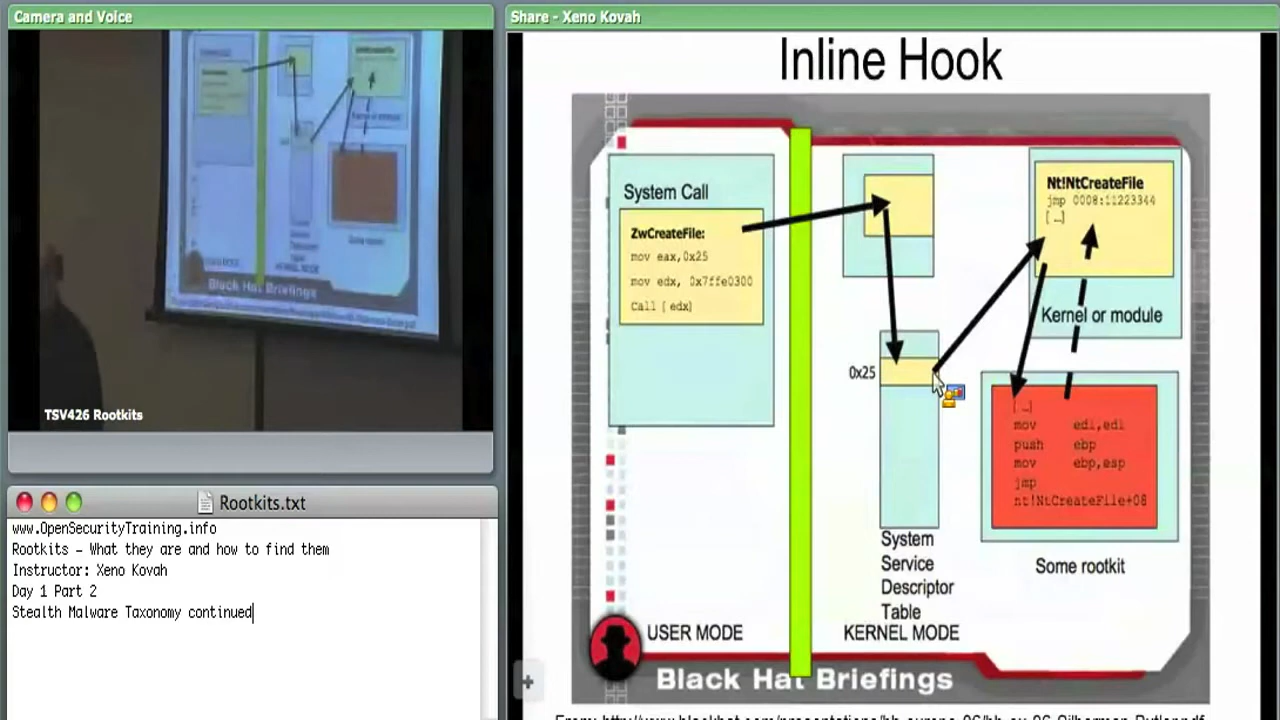 Camera and Voice
Share - Xeno Kovah
TSV426 Rootkits
Black Hat Briefings
Rootkits.txt
www.OpenSecurityTraining.info
Rootkits - What they are and how to find them
Instructor: Xeno Kovah
Day 1 Part 2
Stealth Malware Taxonomy continued
Inline Hook
System Call
ZwCreateFile:
mov eax,0x25
mov edx, 0x7ffe0300
Call [edx]
Nt!NtCreateFile
jmp 0008:11223344
[…]
Kernel or module
0x25
[…]
mov edi,edi
push ebp
mov ebp,esp
jmp
nt!NtCreateFile+08
System
Service
Descriptor
Table
Some rootkit
USER MODE
KERNEL MODE
Black Hat Briefings